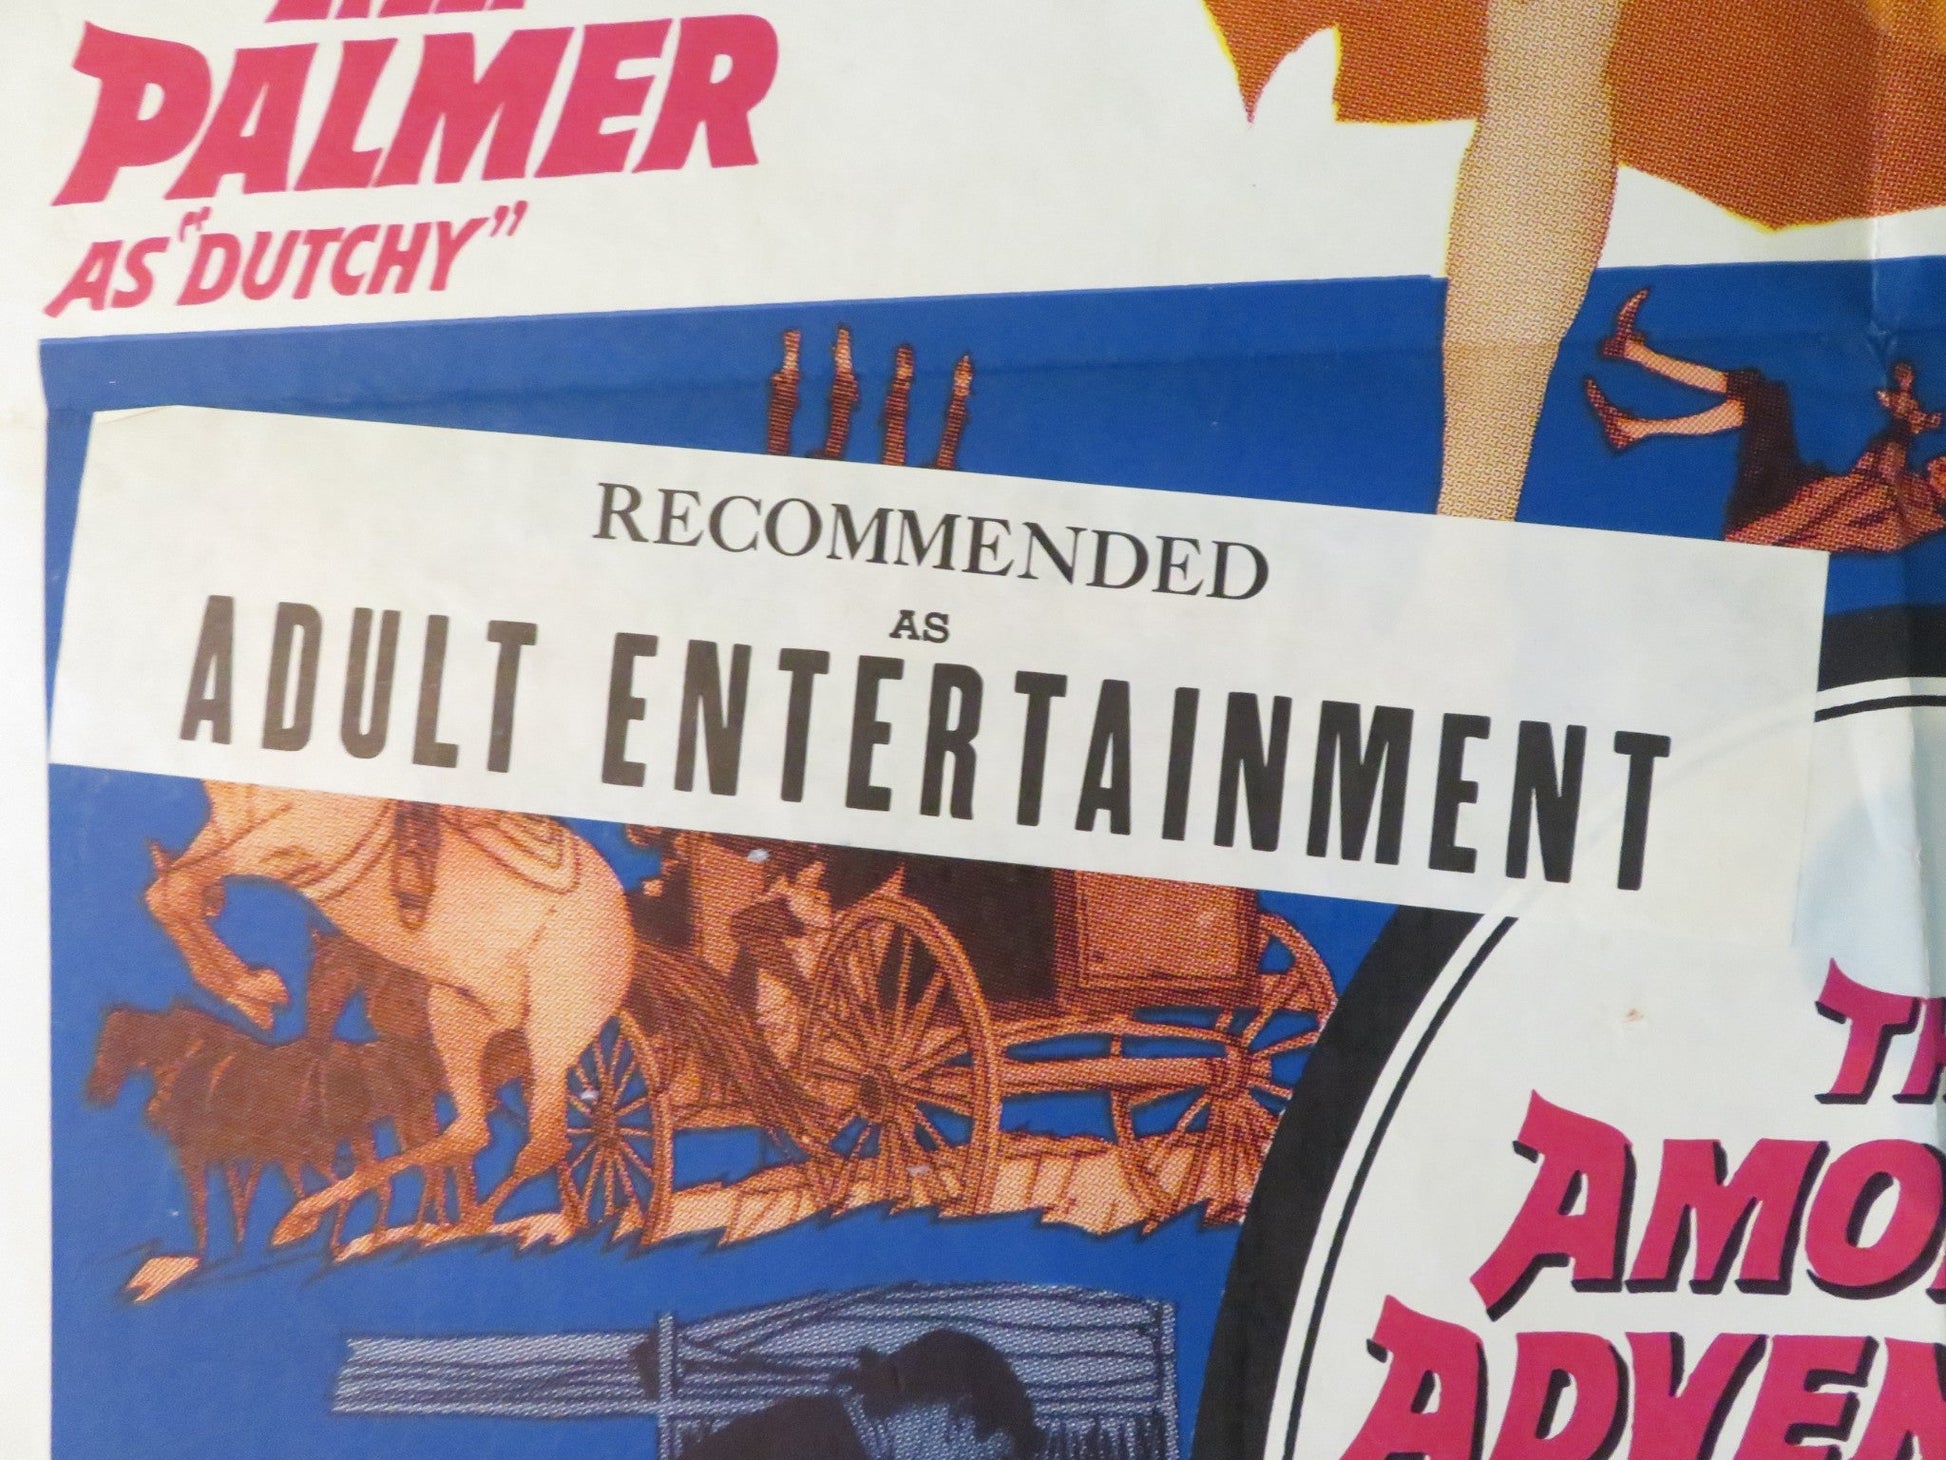 PALMER
AS "DUTCHY"
RECOMMENDED
AS
ADULT ENTERTAINMENT